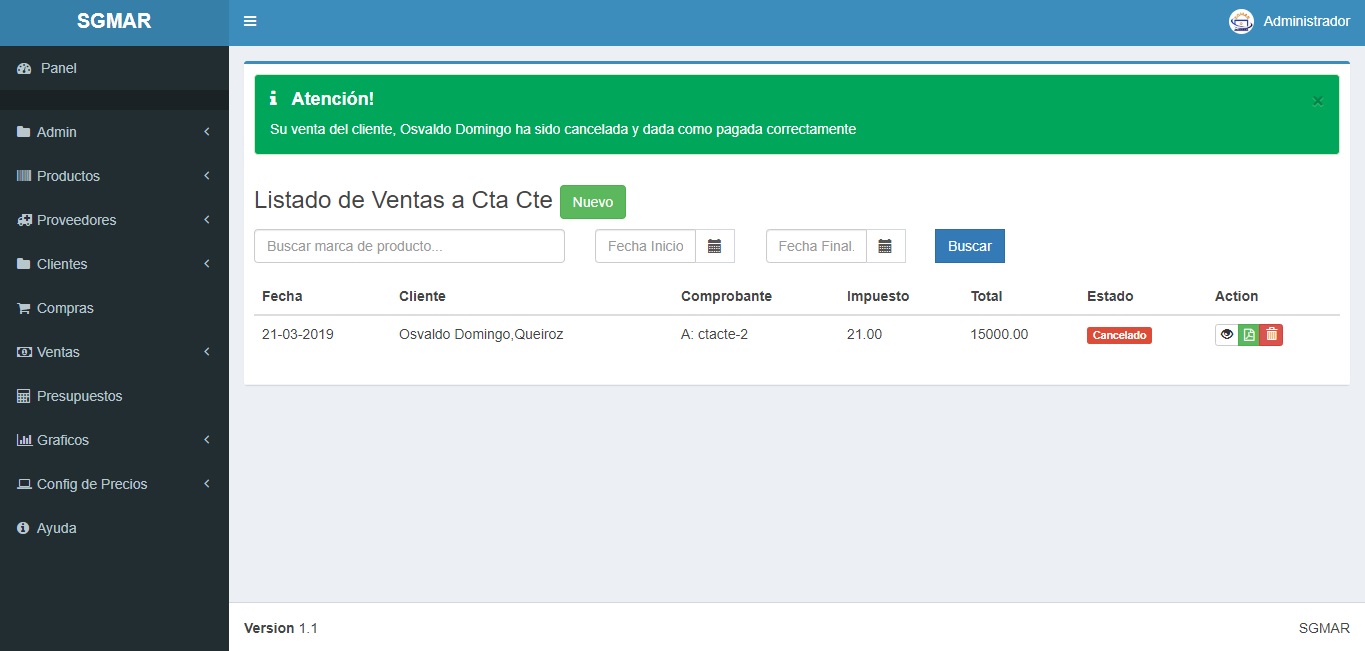 SGMAR
Administrador
Panel
Admin
Productos
Proveedores
Clientes
Compras
Ventas
Presupuestos
Graficos
Config de Precios
Ayuda
Atención!
×
Su venta del cliente, Osvaldo Domingo ha sido cancelada y dada como pagada correctamente
Listado de Ventas a Cta Cte Nuevo
Buscar marca de producto... Fecha Inicio Fecha Final. Buscar
Fecha Cliente Comprobante Impuesto Total Estado Action
21-03-2019 Osvaldo Domingo,Queiroz A: ctacte-2 21.00 15000.00 Cancelado
Version 1.1 SGMAR